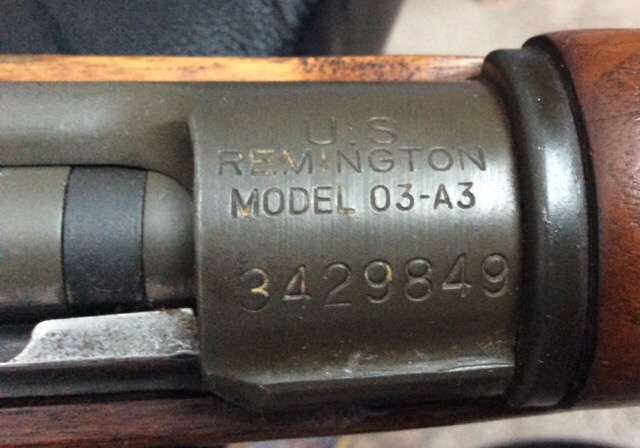 U.S.
REMINGTON
MODEL 03-A3
3429849